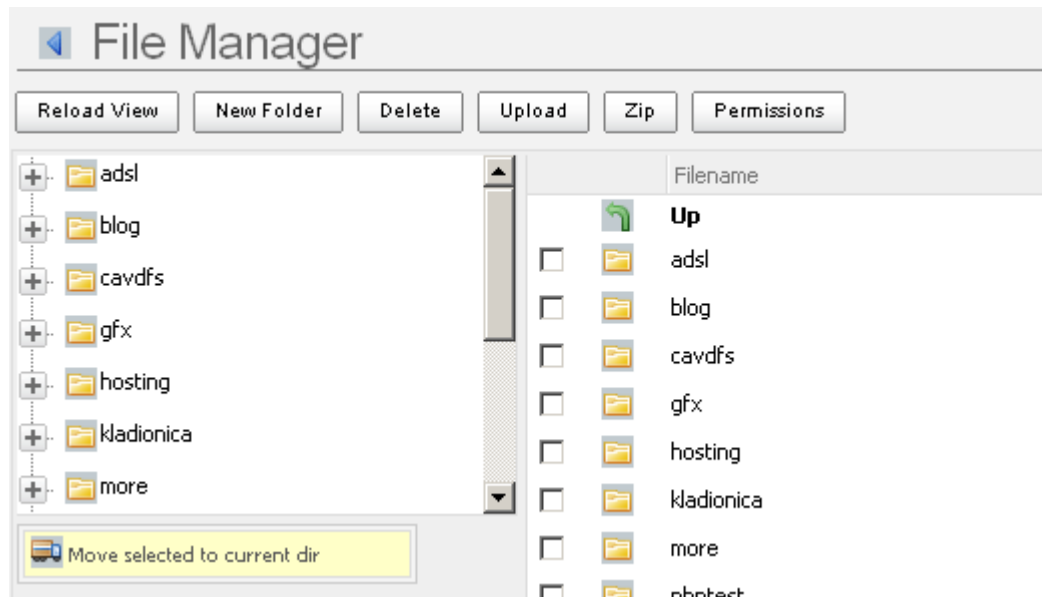 File Manager
Reload View New Folder Delete Upload Zip Permissions
adsl
blog
cavdfs
gfx
hosting
kladionica
more
Move selected to current dir
Filename
Up
adsl
blog
cavdfs
gfx
hosting
kladionica
more